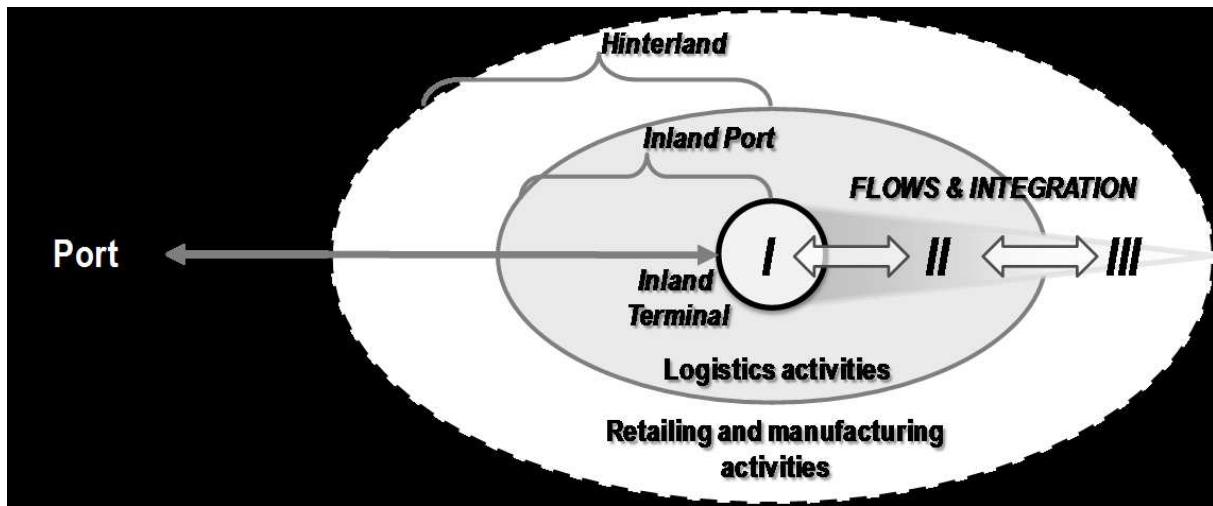 Hinterland
Inland Port
FLOWS & INTEGRATION
Port
I
II
III
Inland
Terminal
Logistics activities
Retailing and manufacturing
activities